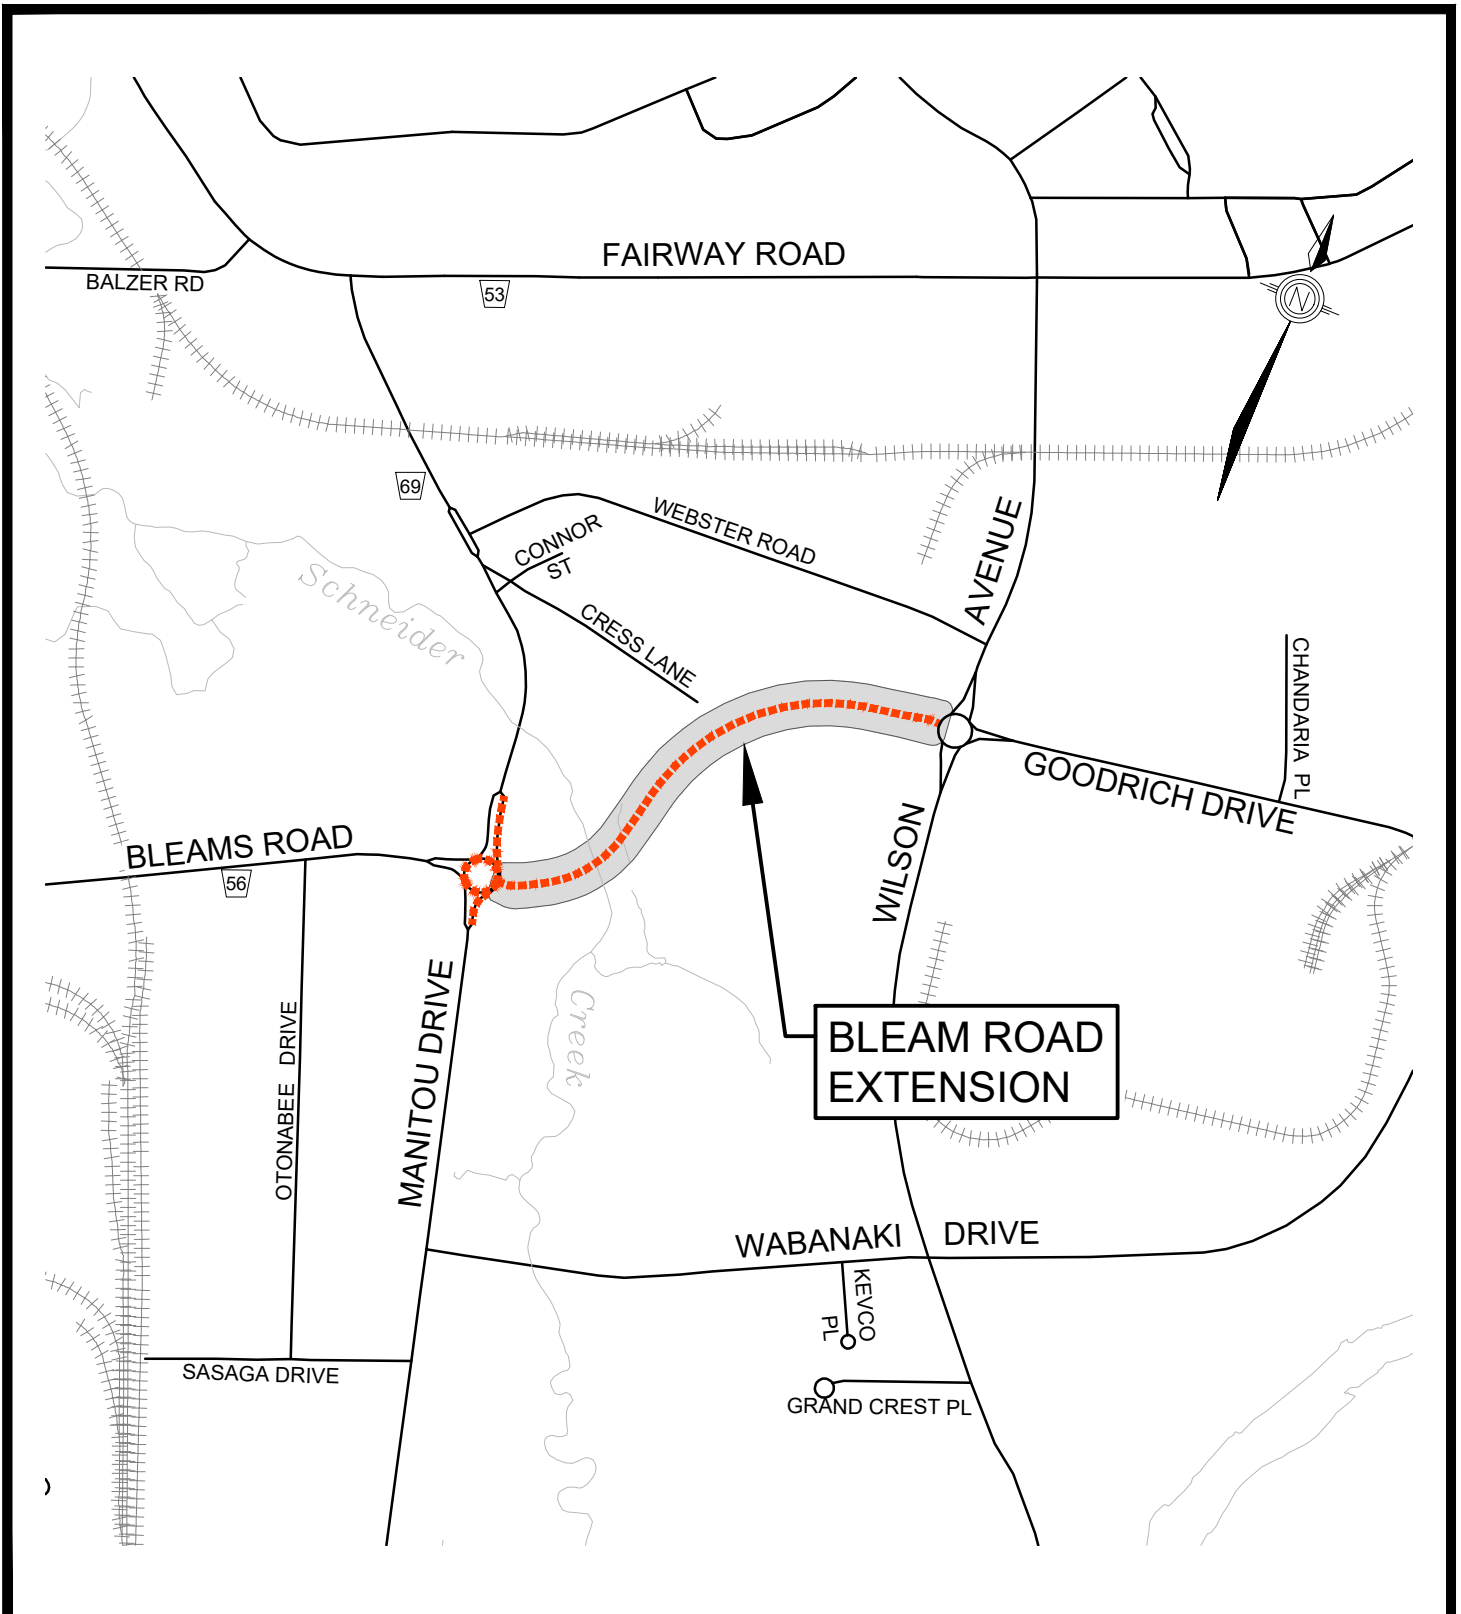 FAIRWAY ROAD
BALZER RD
53
N
69
WEBSTER ROAD
CONNOR
ST
AVENUE
Schneider
CRESS LANE
CHANDARIA PL
GOODRICH DRIVE
BLEAMS ROAD
56
WILSON
MANITOU DRIVE
Creek
OTONABEE DRIVE
BLEAM ROAD
EXTENSION
WABANAKI DRIVE
KEVCO
PL
SASAGA DRIVE
GRAND CREST PL